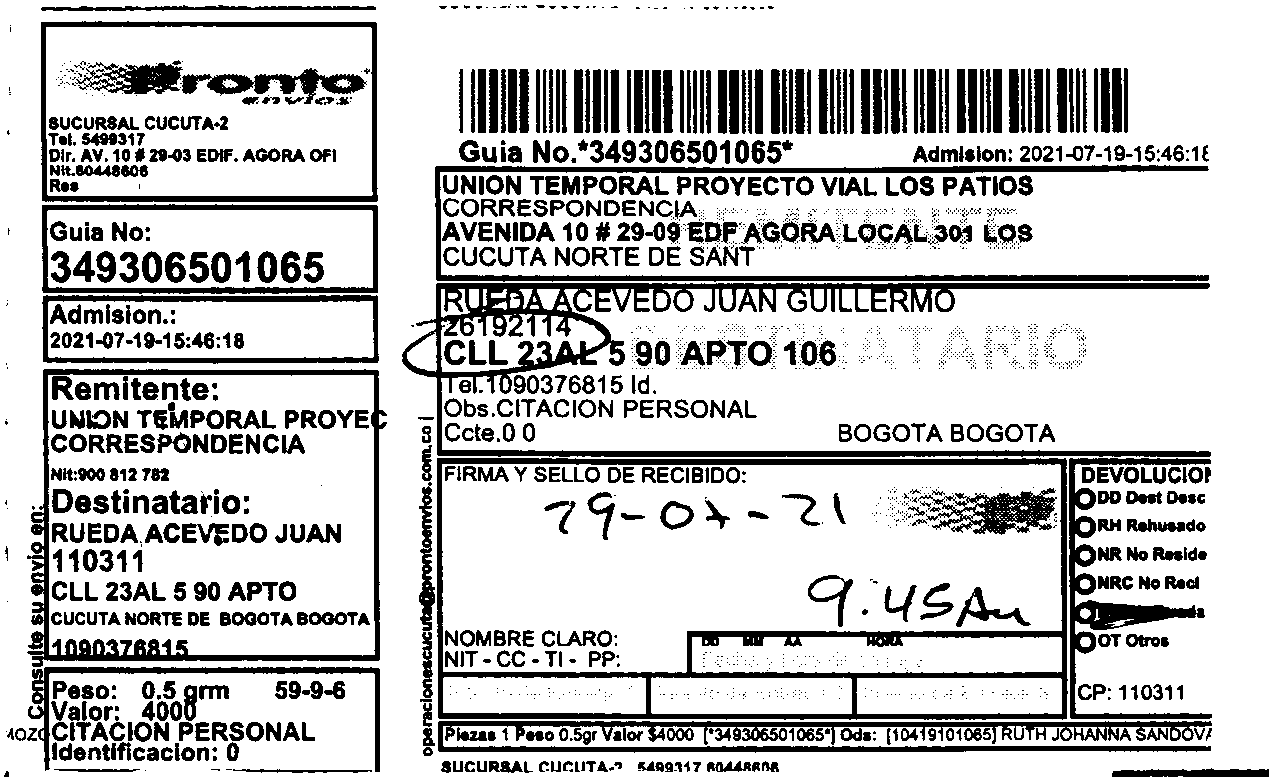 Pronto
envios
SUCURSAL CUCUTA-2
Tel. 5499317
Dir. AV. 10 # 29-03 EDIF. AGORA OFI
Nit.60448606
Res
Guia No:
349306501065
Admision.:
2021-07-19-15:46:18
Remitente:
UNION TEMPORAL PROYEC
CORRESPONDENCIA
Nit:900 812 782
Destinatario:
RUEDA ACEVEDO JUAN
110311
CLL 23AL 5 90 APTO
CUCUTA NORTE DE BOGOTA BOGOTA
1090376815
Peso: 0.5 grm 59-9-6
Valor: 4000
CITACION PERSONAL
Identificacion: 0
Consulte su envio en:
operacionescucuta@prontoenvios.com.co
Guia No.*349306501065*
Admision: 2021-07-19-15:46:18
UNION TEMPORAL PROYECTO VIAL LOS PATIOS
CORRESPONDENCIA
AVENIDA 10 # 29-09 EDF AGORA LOCAL 301 LOS
CUCUTA NORTE DE SANT
REMITENTE
RUEDA ACEVEDO JUAN GUILLERMO
26192114
CLL 23AL 5 90 APTO 106
DESTINATARIO
Tel.1090376815 Id.
Obs.CITACION PERSONAL
Ccte.0 0
BOGOTA BOGOTA
FIRMA Y SELLO DE RECIBIDO:
29-07-21
9:45Am
NOMBRE CLARO:
NIT - CC - TI - PP:
DD MM AA HORA
DEVOLUCION
DD Dest Desc
RH Rehusado
NR No Reside
NRC No Recl
OT Otros
CP: 110311
Piezas 1 Peso 0.5gr Valor $4000 [*349306501065*] Ods: [10419101065] RUTH JOHANNA SANDOVA
SUCURSAL CUCUTA-2 5499317 60448606